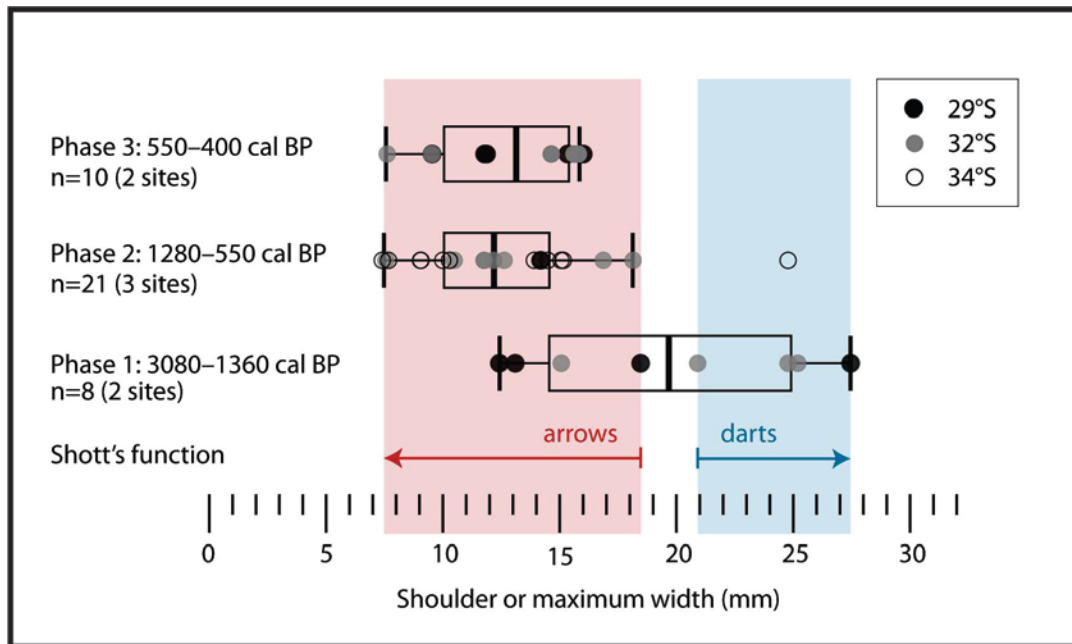 29°S
32°S
34°S
Phase 3: 550–400 cal BP
n=10 (2 sites)
Phase 2: 1280–550 cal BP
n=21 (3 sites)
Phase 1: 3080–1360 cal BP
n=8 (2 sites)
arrows darts
Shott's function
0 5 10 15 20 25 30
Shoulder or maximum width (mm)